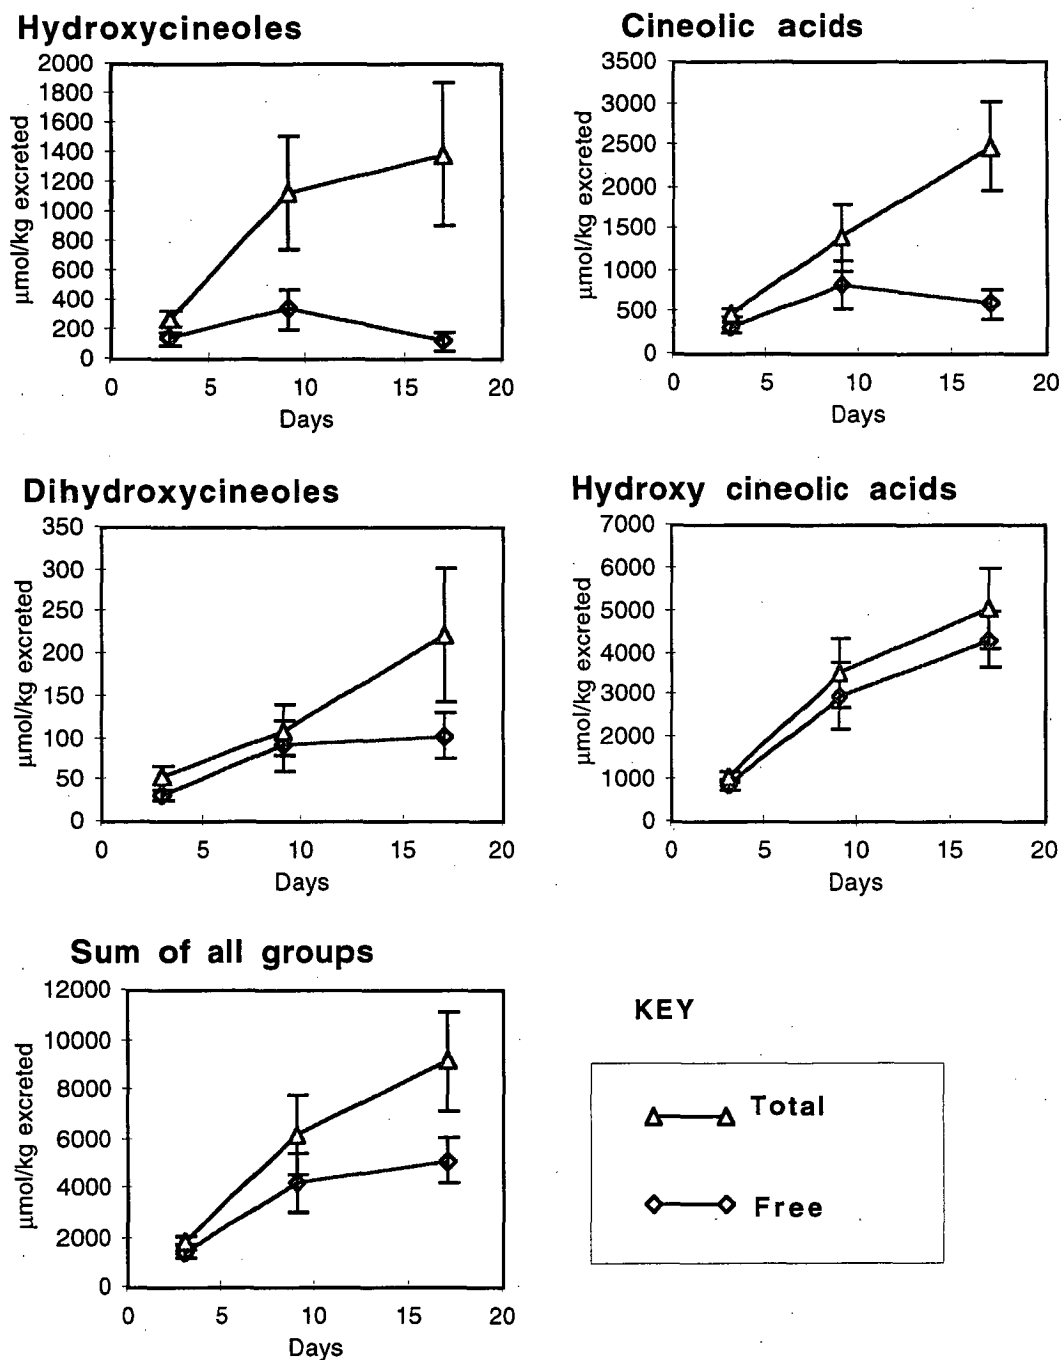 Hydroxycineoles
μmol/kg excreted
2000
1800
1600
1400
1200
1000
800
600
400
200
0
0 5 10 15 20
Days
Cineolic acids
μmol/kg excreted
3500
3000
2500
2000
1500
1000
500
0
0 5 10 15 20
Days
Dihydroxycineoles
μmol/kg excreted
350
300
250
200
150
100
50
0
0 5 10 15 20
Days
Hydroxy cineolic acids
μmol/kg excreted
7000
6000
5000
4000
3000
2000
1000
0
0 5 10 15 20
Days
Sum of all groups
μmol/kg excreted
12000
10000
8000
6000
4000
2000
0
0 5 10 15 20
Days
KEY
Total
Free